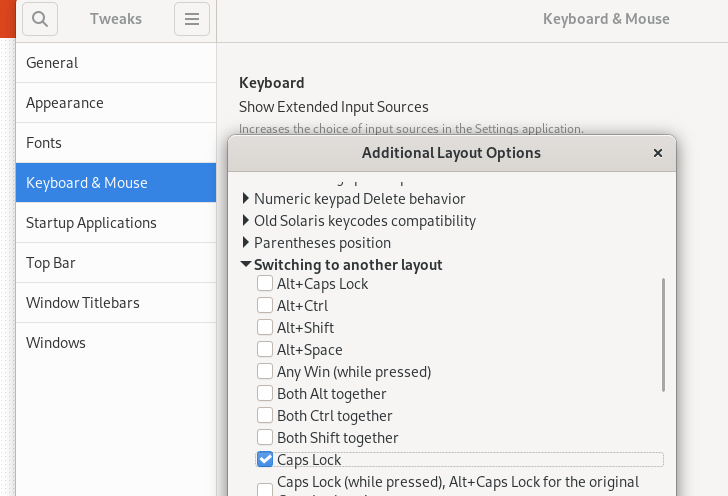 Tweaks
Keyboard & Mouse
General
Appearance
Fonts
Keyboard & Mouse
Startup Applications
Top Bar
Window Titlebars
Windows
Keyboard
Show Extended Input Sources
Increases the choice of input sources in the Settings application.
Additional Layout Options
Numeric keypad Delete behavior
Old Solaris keycodes compatibility
Parentheses position
Switching to another layout
Alt+Caps Lock
Alt+Ctrl
Alt+Shift
Alt+Space
Any Win (while pressed)
Both Alt together
Both Ctrl together
Both Shift together
Caps Lock
Caps Lock (while pressed), Alt+Caps Lock for the original